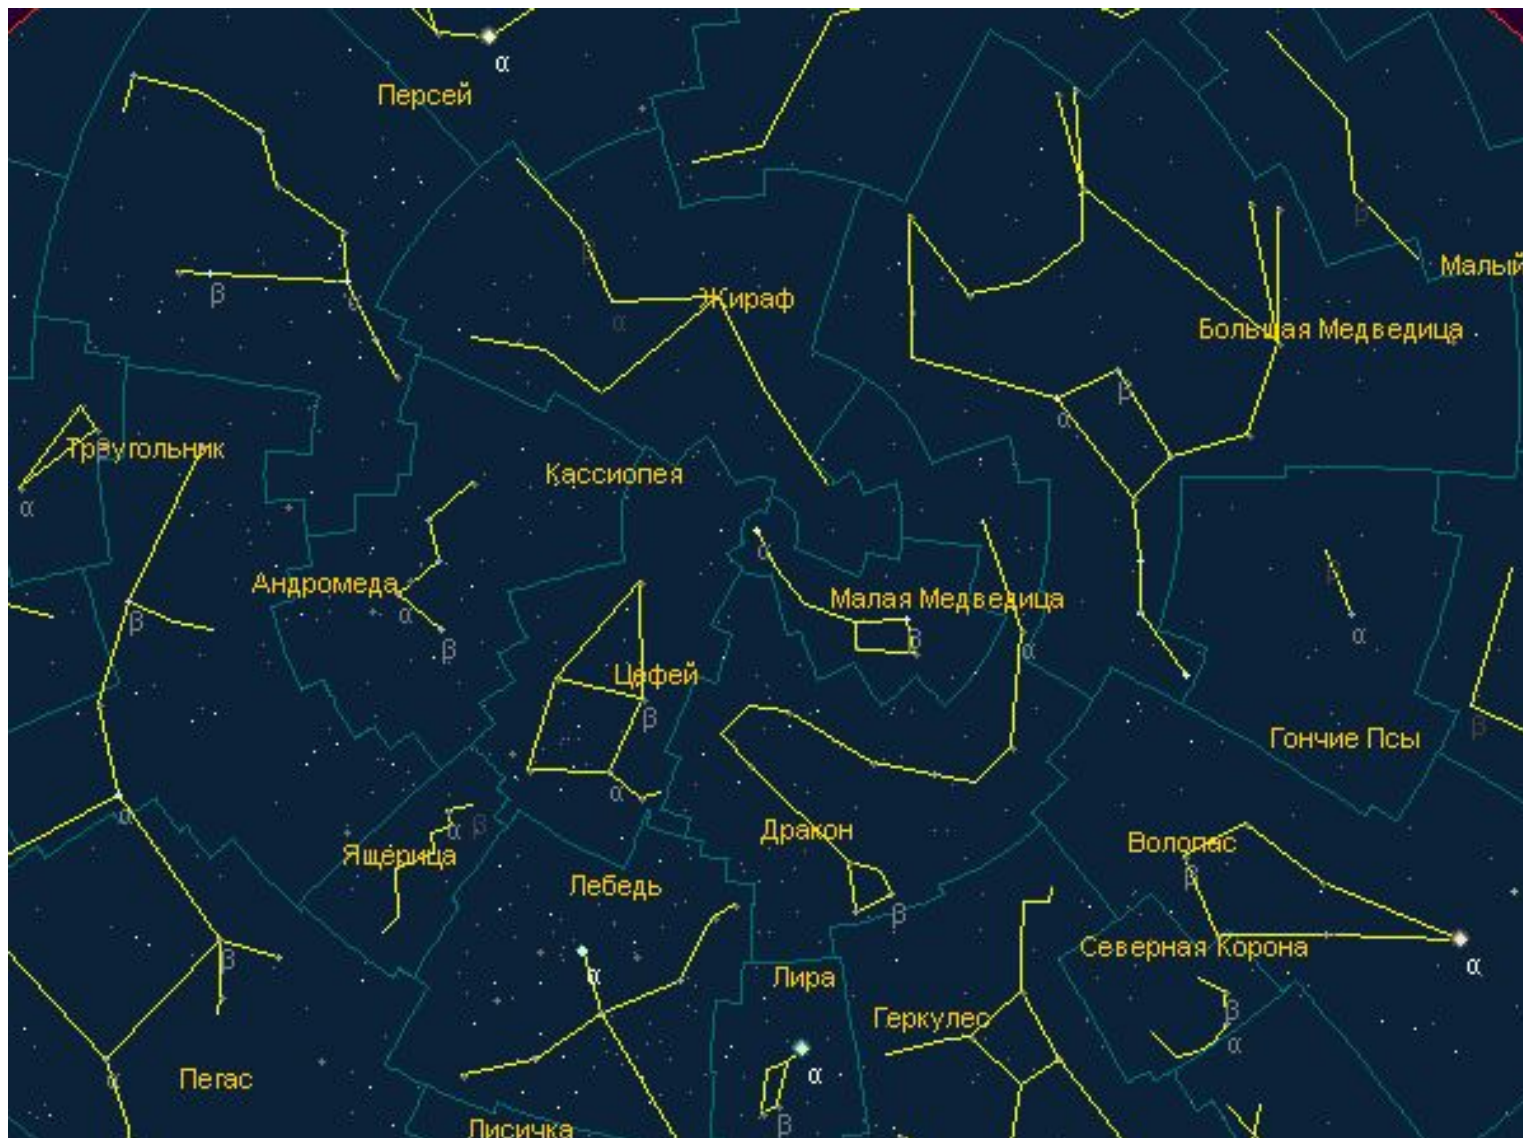 α
Персей
β
β
β
α
Малый
Жираф
α
Большая Медведица
β
α
Треугольник
β
Кассиопея
α
α
Андромеда
β
Малая Медведица
α
β
β
α
α
β
Цефей
β
β
Гончие Псы
α
α
α
β
Дракон
Волопас
Ящерица
β
Лебедь
β
Северная Корона
β
α
α
Лира
β
Геркулес
α
α
Пегас
α
β
Лисичка